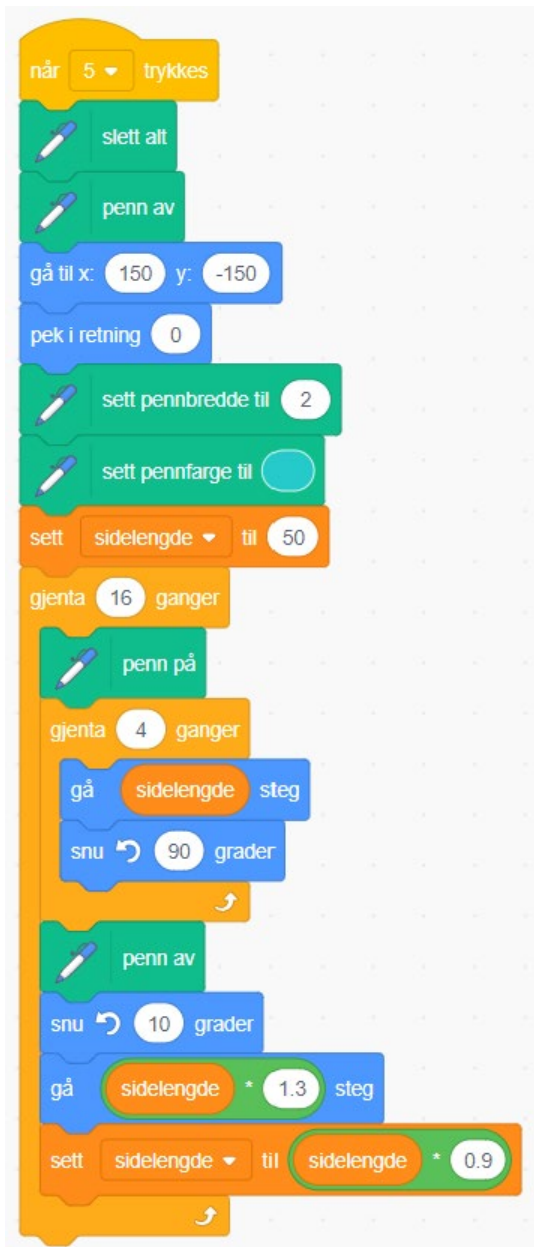 når 5 trykkes
slett alt
penn av
gå til x: 150 y: -150
pek i retning 0
sett pennbredde til 2
sett pennfarge til
sett sidelengde til 50
gjenta 16 ganger
penn på
gjenta 4 ganger
gå sidelengde steg
snu 90 grader
penn av
snu 10 grader
gå sidelengde * 1.3 steg
sett sidelengde til sidelengde * 0.9